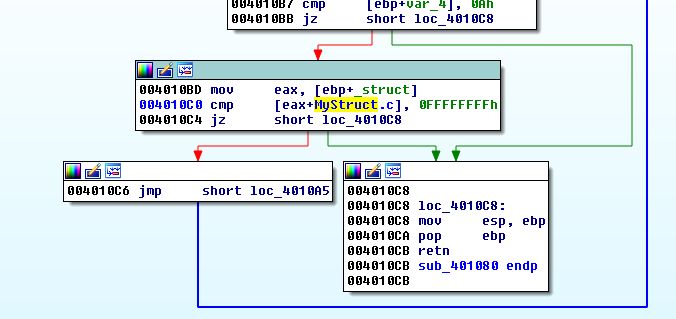 004010B7 cmp [ebp+var_4], 0Ah
004010BB jz short loc_4010C8
004010BD mov eax, [ebp+_struct]
004010C0 cmp [eax+MyStruct.c], 0FFFFFFFFh
004010C4 jz short loc_4010C8
004010C6 jmp short loc_4010A5
004010C8
004010C8 loc_4010C8:
004010C8 mov esp, ebp
004010CA pop ebp
004010CB retn
004010CB sub_401080 endp
004010CB